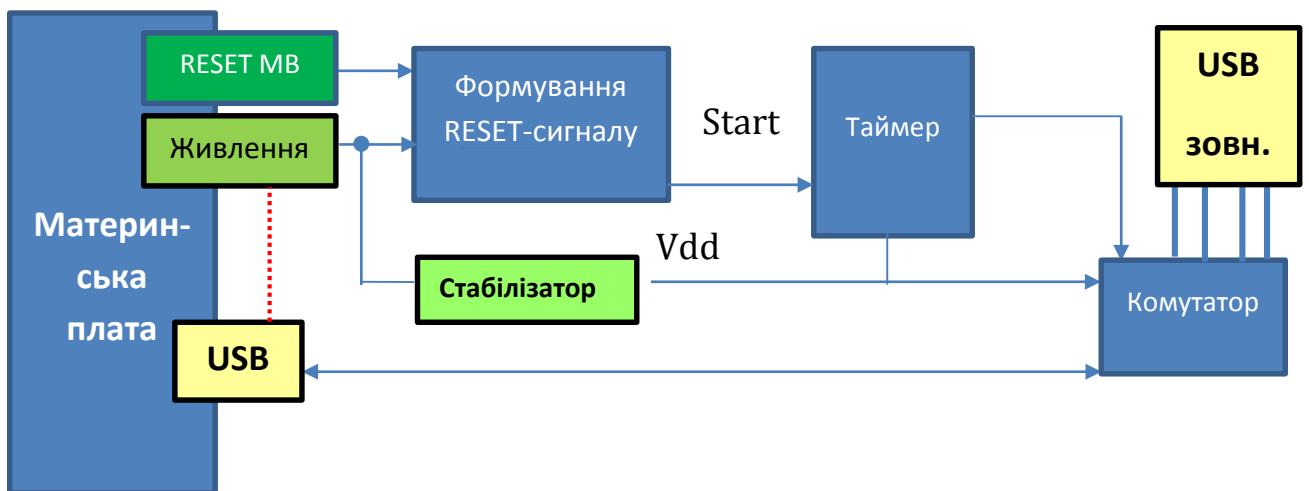 RESET MB
Живлення
Материн-
ська
плата
USB
Формування
RESET-сигналу
Start
Таймер
Vdd
Стабілізатор
USB
зовн.
Комутатор